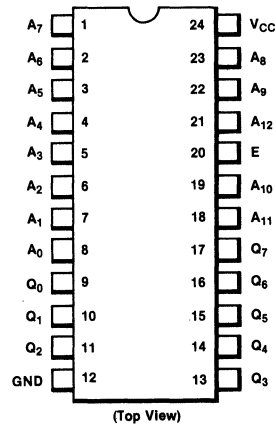 A7 1 24 VCC
A6 2 23 A8
A5 3 22 A9
A4 4 21 A12
A3 5 20 E
A2 6 19 A10
A1 7 18 A11
A0 8 17 Q7
Q0 9 16 Q6
Q1 10 15 Q5
Q2 11 14 Q4
GND 12 13 Q3
(Top View)